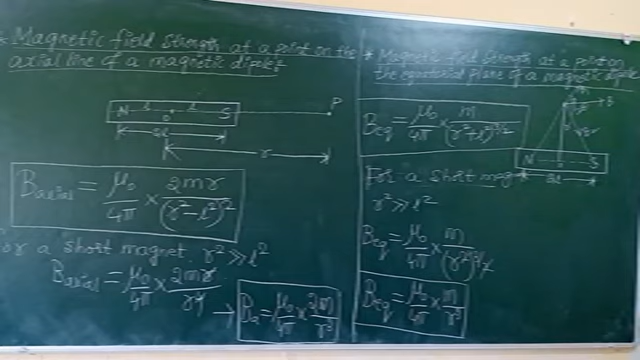 * Magnetic field strength at a point on the
axial line of a magnetic dipole:
N l o l S P
2l
r
B_axial = μ₀/4π × 2mr/(r² - l²)²
For a short magnet, r² >> l²
B_axial = μ₀/4π × 2mr/r⁴
→ B_a = μ₀/4π × 2m/r³
* Magnetic field strength at a point on
the equatorial plane of a magnetic dipole
B_eq = μ₀/4π × m/(r² + l²)^3/2
N S
2l
For a short magnet
r² >> l²
B_eq = μ₀/4π × m/(r²)^3/2
B_eq = μ₀/4π × m/r³